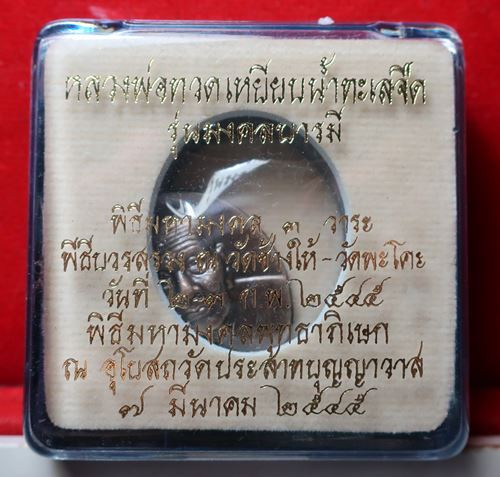 หลวงพ่อทวดเหยียบน้ำทะเลจืด
รุ่นมงคลบารมี
พิธีมหามงคล ๓ วาระ
พิธีบวงสรวง ณ วัดช้างให้-วัดพะโคะ
วันที่ ๒-๓ ก.พ. ๒๕๔๕
พิธีมหามงคลพุทธาภิเษก
ณ อุโบสถวัดประสาทบุญญาวาส
๗ มีนาคม ๒๕๔๕